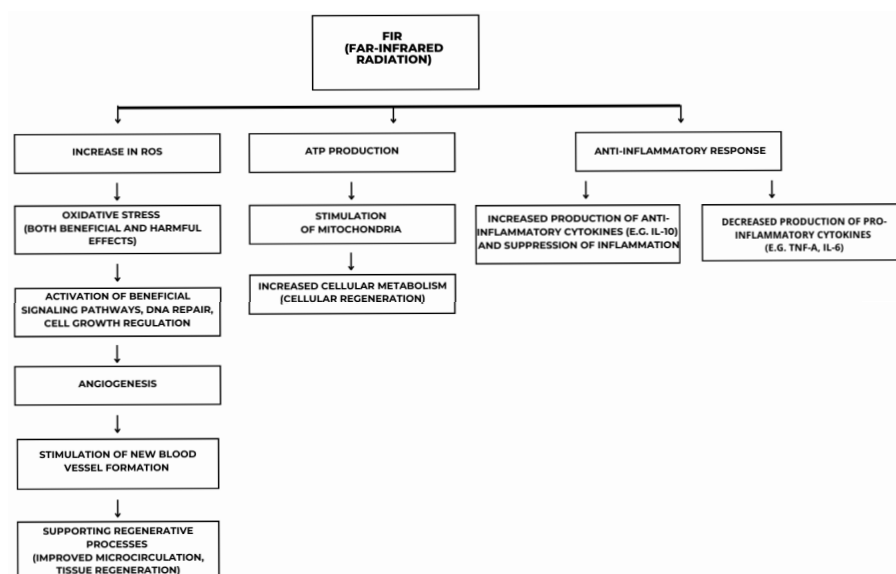 FIR
(FAR-INFRARED
RADIATION)
INCREASE IN ROS
ATP PRODUCTION
ANTI-INFLAMMATORY RESPONSE
OXIDATIVE STRESS
(BOTH BENEFICIAL AND HARMFUL
EFFECTS)
STIMULATION
OF MITOCHONDRIA
INCREASED PRODUCTION OF ANTI-
INFLAMMATORY CYTOKINES (E.G. IL-10)
AND SUPPRESSION OF INFLAMMATION
DECREASED PRODUCTION OF PRO-
INFLAMMATORY CYTOKINES
(E.G. TNF-A, IL-6)
ACTIVATION OF BENEFICIAL
SIGNALING PATHWAYS, DNA REPAIR,
CELL GROWTH REGULATION
INCREASED CELLULAR METABOLISM
(CELLULAR REGENERATION)
ANGIOGENESIS
STIMULATION OF NEW BLOOD
VESSEL FORMATION
SUPPORTING REGENERATIVE
PROCESSES
(IMPROVED MICROCIRCULATION,
TISSUE REGENERATION)